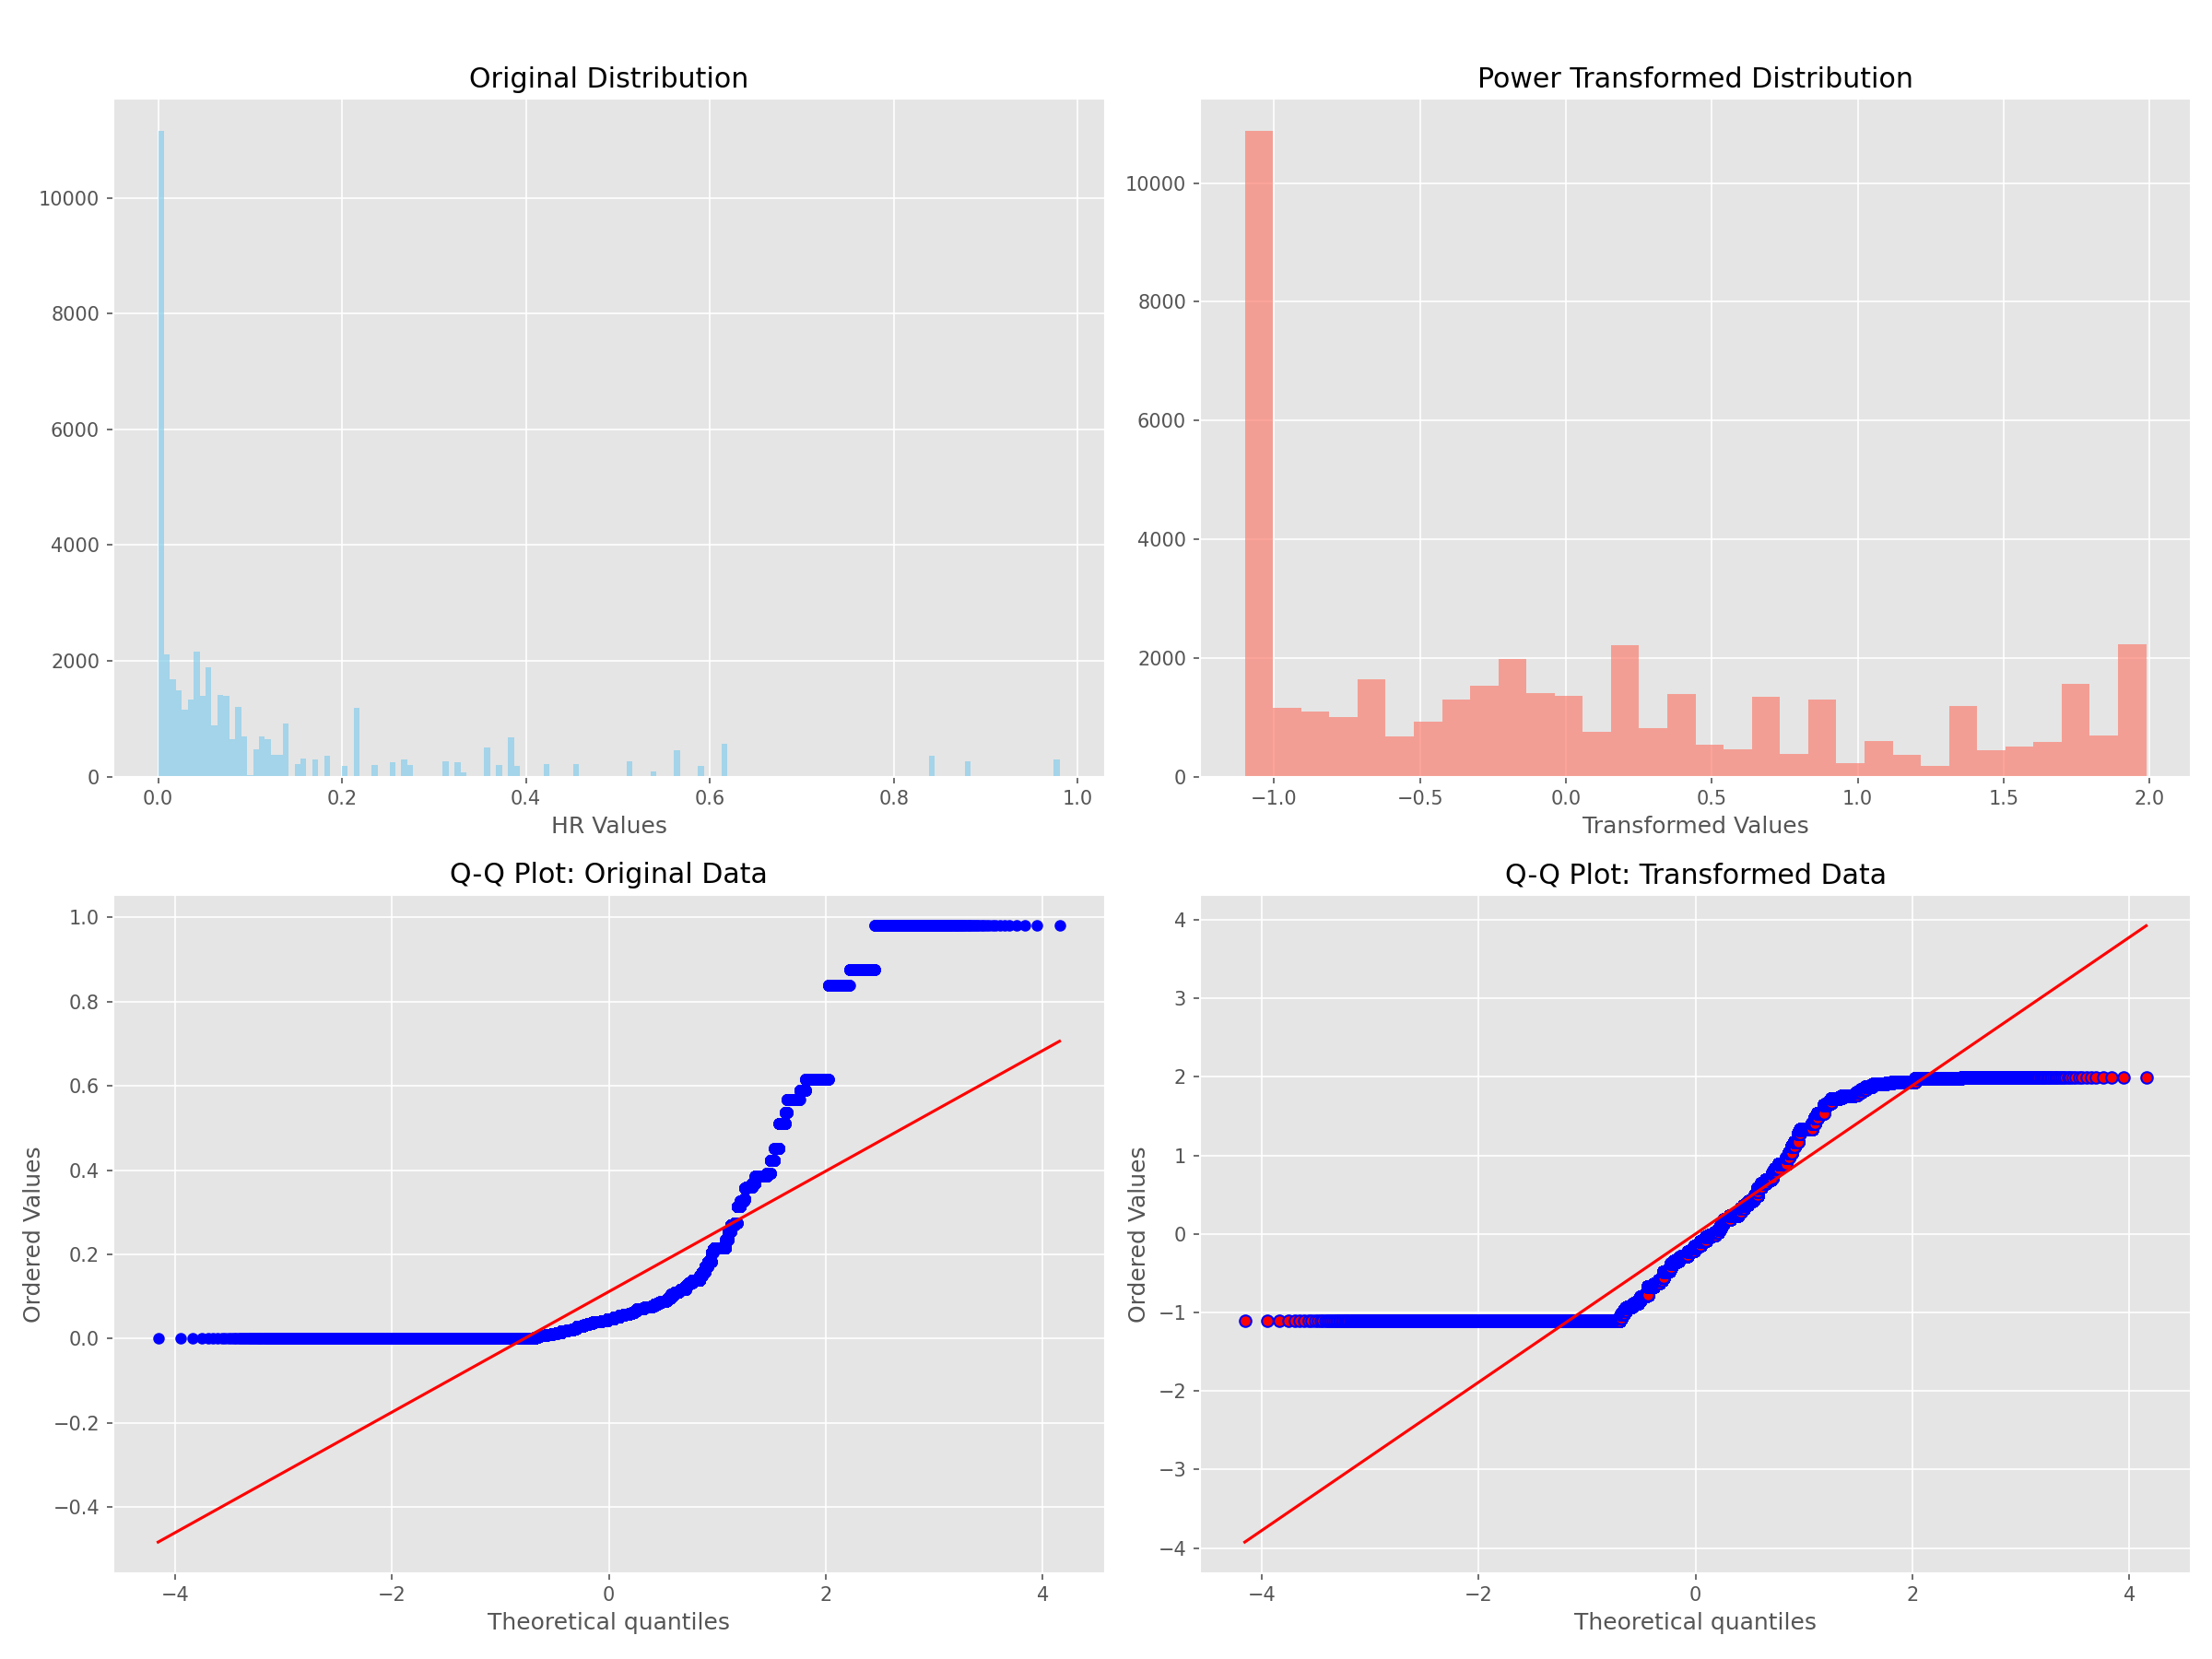 Original Distribution
10000
8000
6000
4000
2000
0
0.0 0.2 0.4 0.6 0.8 1.0
HR Values
Power Transformed Distribution
10000
8000
6000
4000
2000
0
−1.0 −0.5 0.0 0.5 1.0 1.5 2.0
Transformed Values
Q-Q Plot: Original Data
Ordered Values
1.0
0.8
0.6
0.4
0.2
0.0
−0.2
−0.4
−4 −2 0 2 4
Theoretical quantiles
Q-Q Plot: Transformed Data
Ordered Values
4
3
2
1
0
−1
−2
−3
−4
−4 −2 0 2 4
Theoretical quantiles